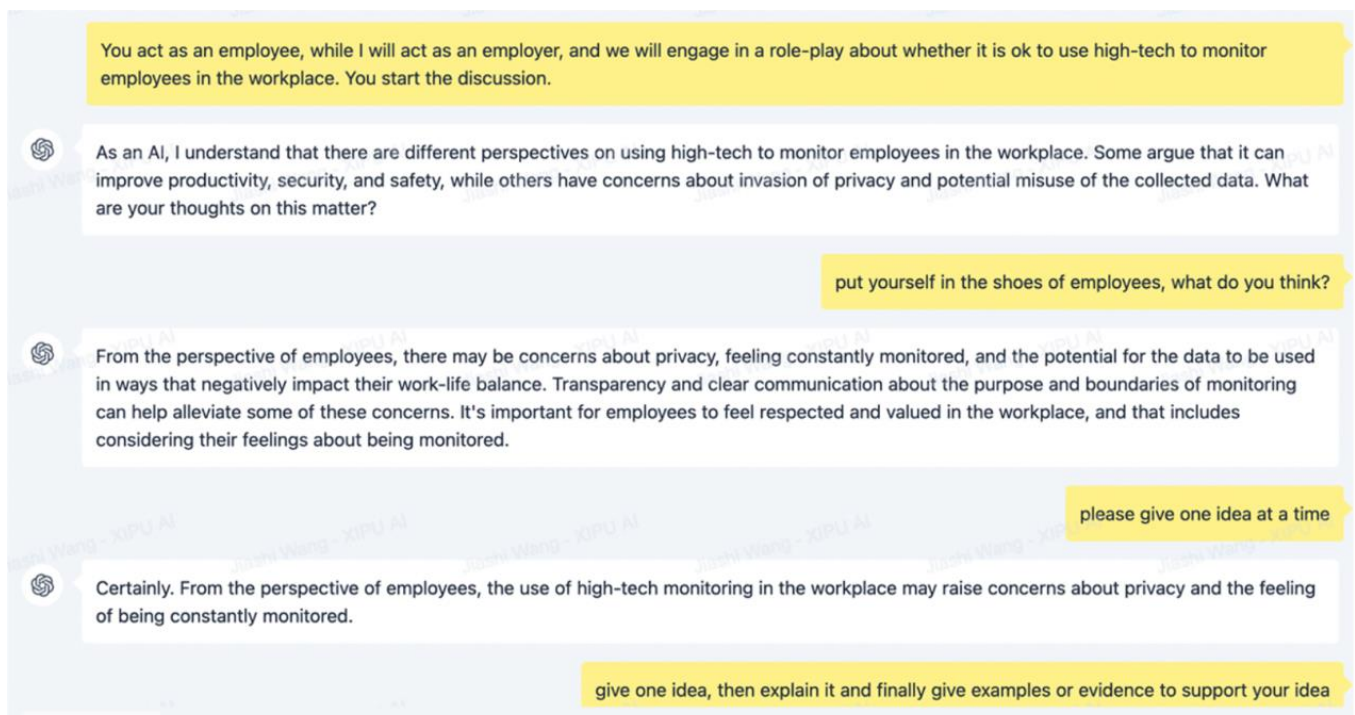 You act as an employee, while I will act as an employer, and we will engage in a role-play about whether it is ok to use high-tech to monitor
employees in the workplace. You start the discussion.
As an AI, I understand that there are different perspectives on using high-tech to monitor employees in the workplace. Some argue that it can
improve productivity, security, and safety, while others have concerns about invasion of privacy and potential misuse of the collected data. What
are your thoughts on this matter?
put yourself in the shoes of employees, what do you think?
From the perspective of employees, there may be concerns about privacy, feeling constantly monitored, and the potential for the data to be used
in ways that negatively impact their work-life balance. Transparency and clear communication about the purpose and boundaries of monitoring
can help alleviate some of these concerns. It's important for employees to feel respected and valued in the workplace, and that includes
considering their feelings about being monitored.
please give one idea at a time
Jiashi Wang - XIPU AI
Certainly. From the perspective of employees, the use of high-tech monitoring in the workplace may raise concerns about privacy and the feeling
of being constantly monitored.
give one idea, then explain it and finally give examples or evidence to support your idea